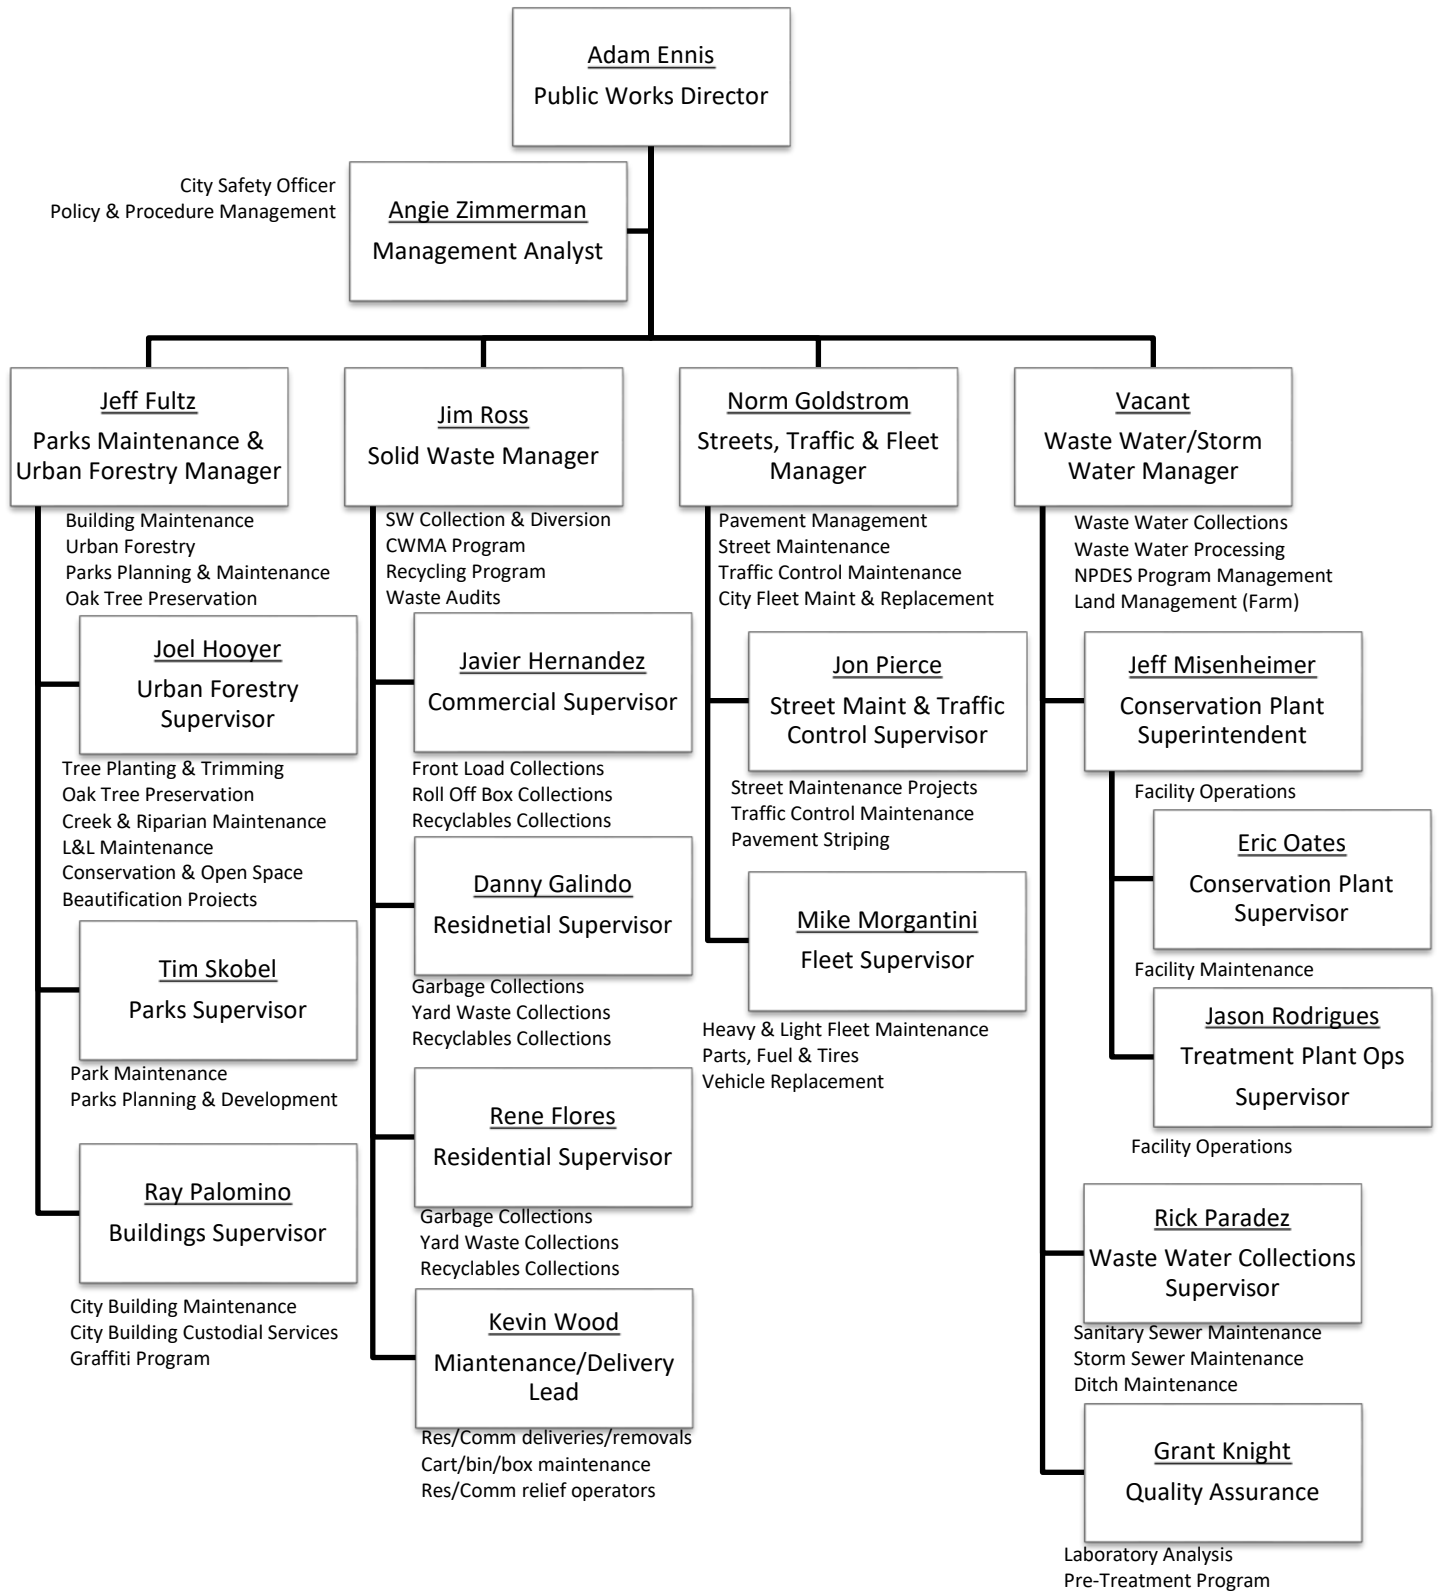 Adam Ennis
Public Works Director
City Safety Officer
Policy & Procedure Management
Angie Zimmerman
Management Analyst
Jeff Fultz
Parks Maintenance &
Urban Forestry Manager
Building Maintenance
Urban Forestry
Parks Planning & Maintenance
Oak Tree Preservation
Joel Hooyer
Urban Forestry
Supervisor
Tree Planting & Trimming
Oak Tree Preservation
Creek & Riparian Maintenance
L&L Maintenance
Conservation & Open Space
Beautification Projects
Tim Skobel
Parks Supervisor
Park Maintenance
Parks Planning & Development
Ray Palomino
Buildings Supervisor
City Building Maintenance
City Building Custodial Services
Graffiti Program
Jim Ross
Solid Waste Manager
SW Collection & Diversion
CWMA Program
Recycling Program
Waste Audits
Javier Hernandez
Commercial Supervisor
Front Load Collections
Roll Off Box Collections
Recyclables Collections
Danny Galindo
Residnetial Supervisor
Garbage Collections
Yard Waste Collections
Recyclables Collections
Rene Flores
Residential Supervisor
Garbage Collections
Yard Waste Collections
Recyclables Collections
Kevin Wood
Miantenance/Delivery
Lead
Res/Comm deliveries/removals
Cart/bin/box maintenance
Res/Comm relief operators
Norm Goldstrom
Streets, Traffic & Fleet
Manager
Pavement Management
Street Maintenance
Traffic Control Maintenance
City Fleet Maint & Replacement
Jon Pierce
Street Maint & Traffic
Control Supervisor
Street Maintenance Projects
Traffic Control Maintenance
Pavement Striping
Mike Morgantini
Fleet Supervisor
Heavy & Light Fleet Maintenance
Parts, Fuel & Tires
Vehicle Replacement
Vacant
Waste Water/Storm
Water Manager
Waste Water Collections
Waste Water Processing
NPDES Program Management
Land Management (Farm)
Jeff Misenheimer
Conservation Plant
Superintendent
Facility Operations
Eric Oates
Conservation Plant
Supervisor
Facility Maintenance
Jason Rodrigues
Treatment Plant Ops
Supervisor
Facility Operations
Rick Paradez
Waste Water Collections
Supervisor
Sanitary Sewer Maintenance
Storm Sewer Maintenance
Ditch Maintenance
Grant Knight
Quality Assurance
Laboratory Analysis
Pre-Treatment Program